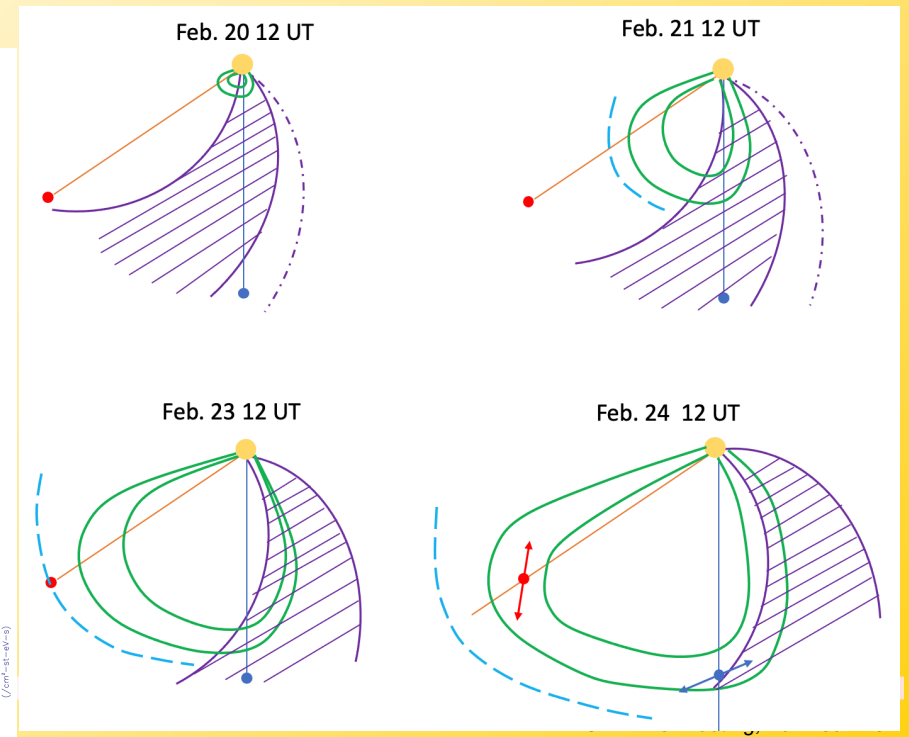 Feb. 20 12 UT
Feb. 21 12 UT
Feb. 23 12 UT
Feb. 24 12 UT
(/cm²-st-eV-s)